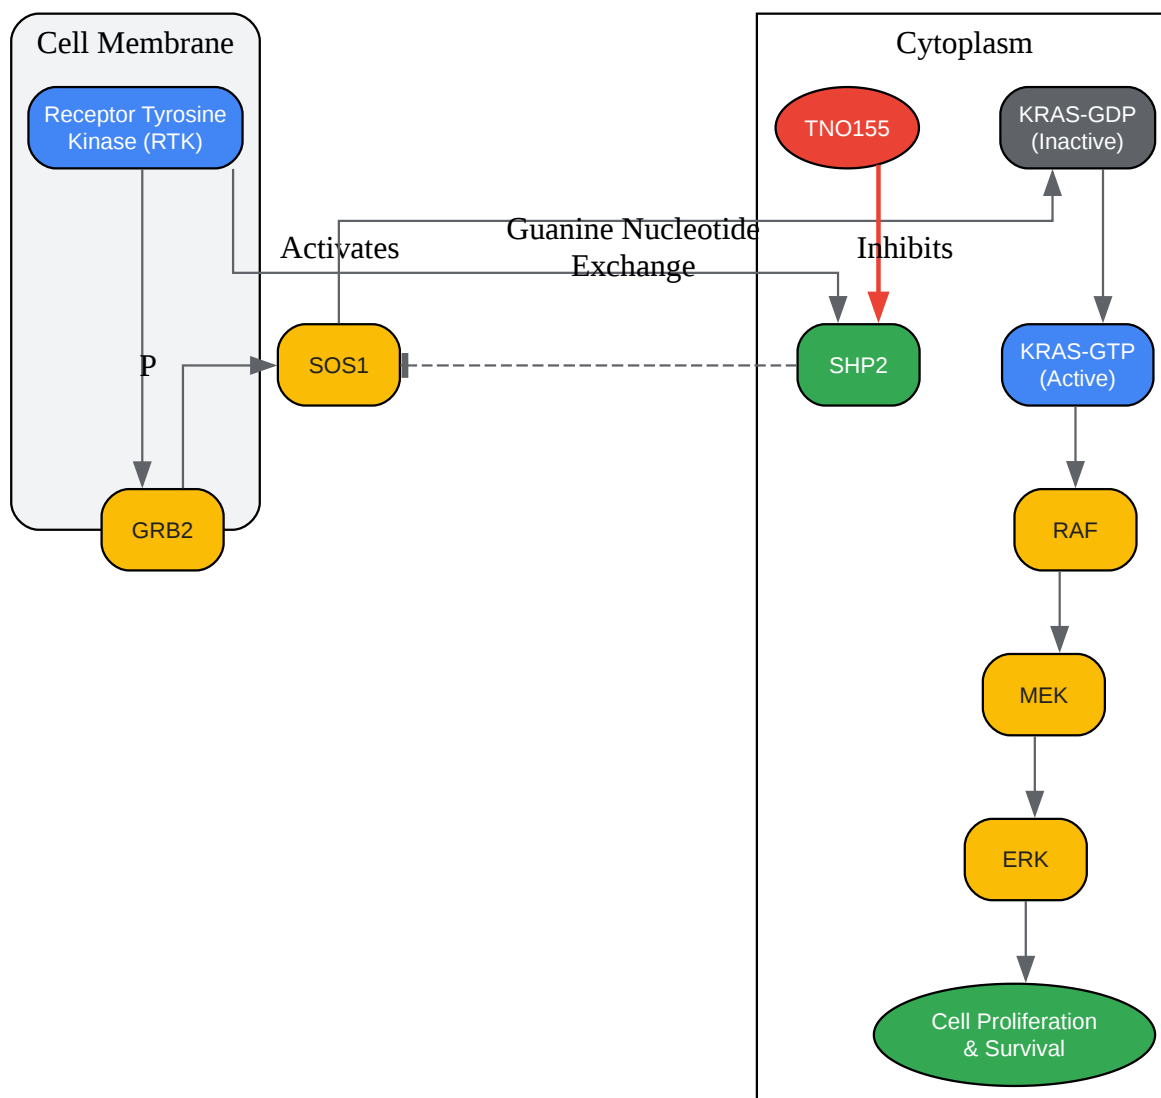 Cell Membrane
Cytoplasm
Receptor Tyrosine
Kinase (RTK)
TNO155
KRAS-GDP
(Inactive)
Activates
Guanine Nucleotide
Exchange
Inhibits
P
SOS1
SHP2
KRAS-GTP
(Active)
GRB2
RAF
MEK
ERK
Cell Proliferation
& Survival